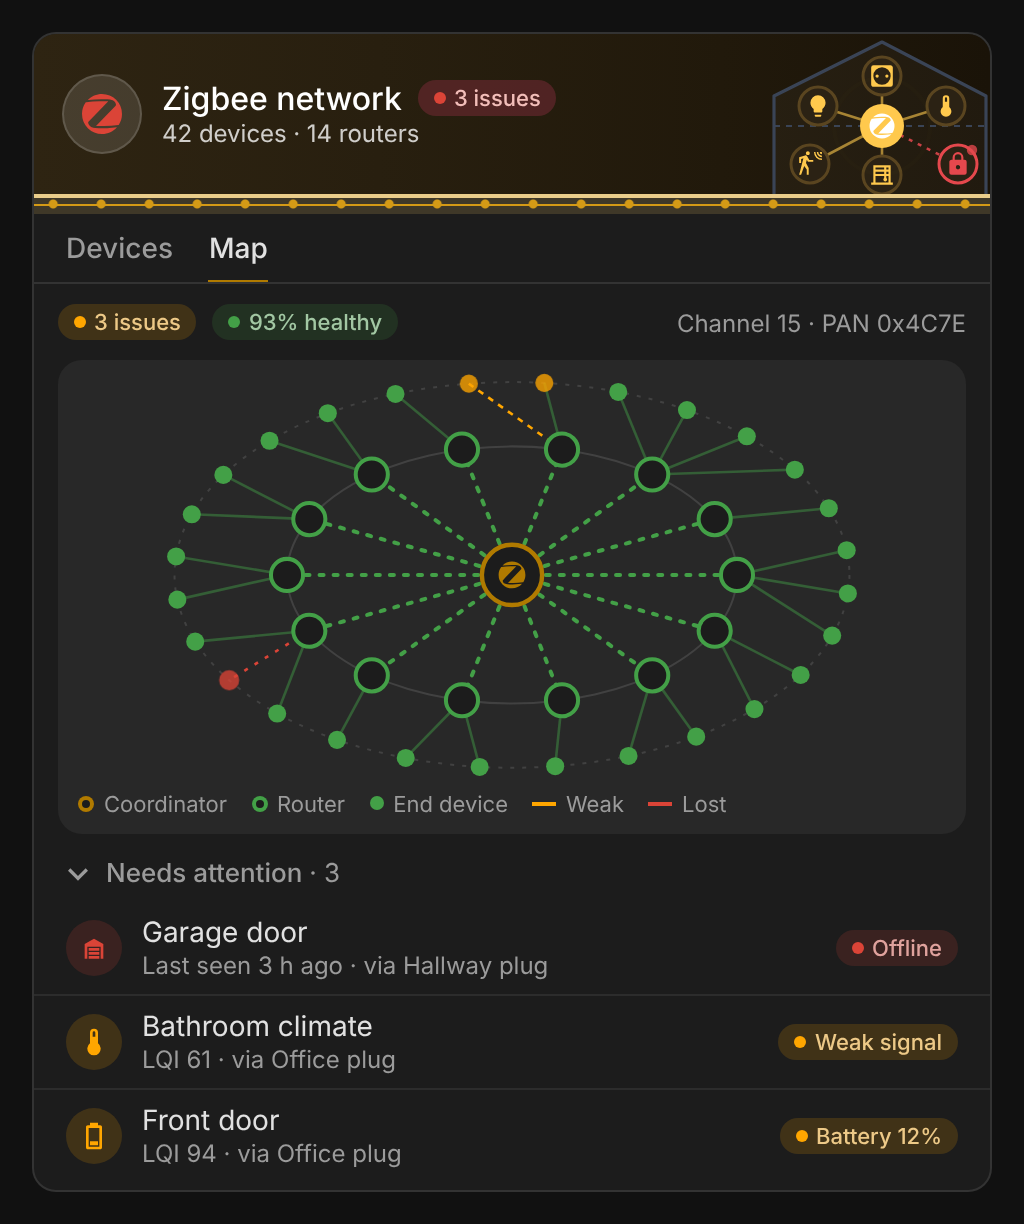 Zigbee network
3 issues
42 devices · 14 routers
Devices
Map
3 issues
93% healthy
Channel 15 · PAN 0x4C7E
Coordinator
Router
End device
Weak
Lost
Needs attention · 3
Garage door
Last seen 3 h ago · via Hallway plug
Offline
Bathroom climate
LQI 61 · via Office plug
Weak signal
Front door
LQI 94 · via Office plug
Battery 12%